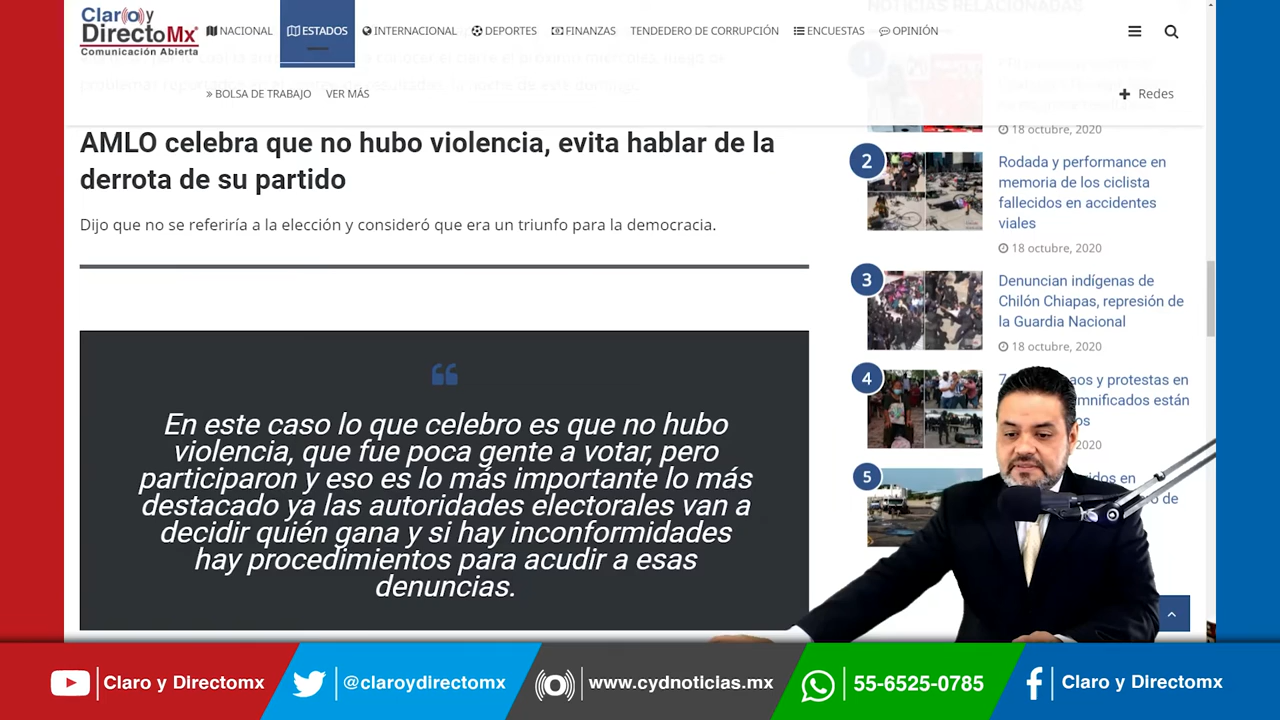 Claro y
DirectoMx
Comunicación Abierta
NACIONAL
ESTADOS
INTERNACIONAL
DEPORTES
FINANZAS
TENDEDERO DE CORRUPCIÓN
ENCUESTAS
OPINIÓN
» BOLSA DE TRABAJO
VER MÁS
+ Redes
AMLO celebra que no hubo violencia, evita hablar de la
derrota de su partido
Dijo que no se referiría a la elección y consideró que era un triunfo para la democracia.
En este caso lo que celebro es que no hubo
violencia, que fue poca gente a votar, pero
participaron y eso es lo más importante lo más
destacado ya las autoridades electorales van a
decidir quién gana y si hay inconformidades
hay procedimientos para acudir a esas
denuncias.
NOTICIAS RELACIONADAS
1
18 octubre, 2020
2
Rodada y performance en
memoria de los ciclista
fallecidos en accidentes
viales
18 octubre, 2020
3
Denuncian indígenas de
Chilón Chiapas, represión de
la Guardia Nacional
18 octubre, 2020
4
y protestas en
están
2020
5
en
de
Claro y Directomx
@claroydirectomx
www.cydnoticias.mx
55-6525-0785
Claro y Directomx